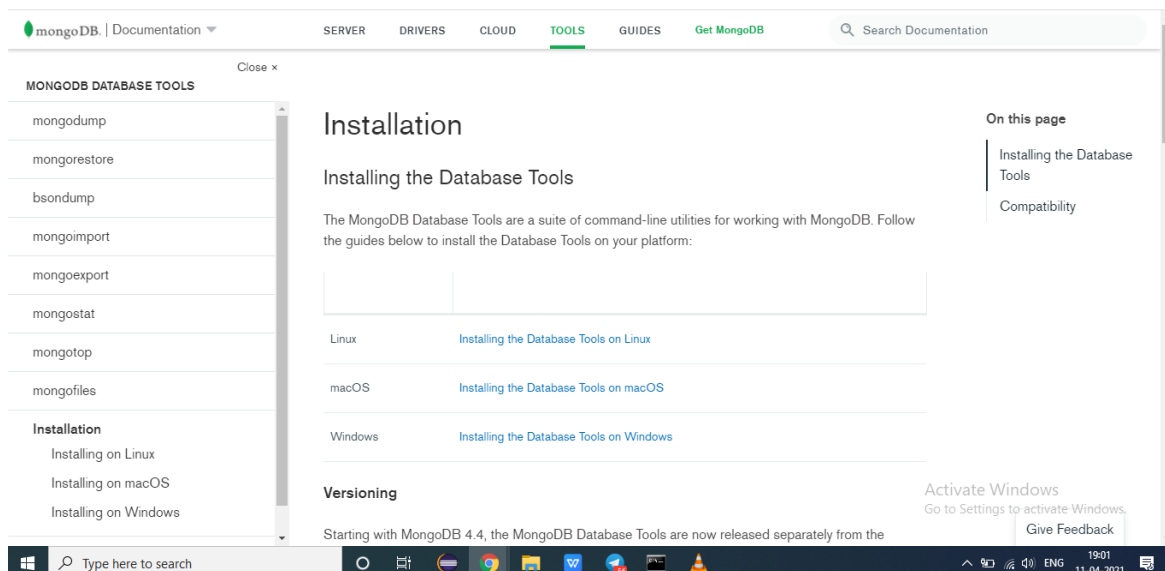 mongoDB. | Documentation
SERVER DRIVERS CLOUD TOOLS GUIDES Get MongoDB Search Documentation
Close ×
MONGODB DATABASE TOOLS
mongodump
mongorestore
bsondump
mongoimport
mongoexport
mongostat
mongotop
mongofiles
Installation
Installing on Linux
Installing on macOS
Installing on Windows
Installation
Installing the Database Tools
The MongoDB Database Tools are a suite of command-line utilities for working with MongoDB. Follow
the guides below to install the Database Tools on your platform:
Linux Installing the Database Tools on Linux
macOS Installing the Database Tools on macOS
Windows Installing the Database Tools on Windows
Versioning
Starting with MongoDB 4.4, the MongoDB Database Tools are now released separately from the
On this page
Installing the Database
Tools
Compatibility
Activate Windows
Go to Settings to activate Windows.
Give Feedback
Type here to search
ENG
19:01
11-04-2021